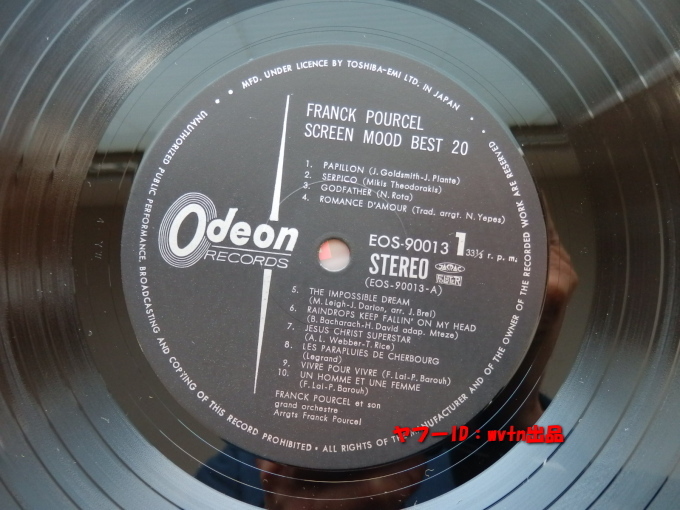 • MFD. UNDER LICENCE BY TOSHIBA-EMI LTD. IN JAPAN •
FRANCK POURCEL
SCREEN MOOD BEST 20
1. PAPILLON (J. Goldsmith-J. Plante)
2. SERPICO (Mikis Theodorakis)
3. GODFATHER (N. Rota)
4. ROMANCE D'AMOUR (Trad. arrgt. N. Yepes)
Odeon
RECORDS
EOS-90013 1 33⅓ r. p. m.
STEREO
(EOS-90013-A)
5. THE IMPOSSIBLE DREAM
(M. Leigh-J. Darion, arr. J. Brel)
6. RAINDROPS KEEP FALLIN' ON MY HEAD
(B. Bacharach-H. David adap. Mteze)
7. JESUS CHRIST SUPERSTAR
(A. L. Webber-T. Rice)
8. LES PARAPLUIES DE CHERBOURG
(Legrand)
9. VIVRE POUR VIVRE (F. Lai-P. Barouh)
10. UN HOMME ET UNE FEMME
(F. Lai-P. Barouh)
FRANCK POURCEL et son
grand orchestre
Arrgts Franck Pourcel
UNAUTHORIZED PUBLIC PERFORMANCE, BROADCASTING AND COPYING OF THIS RECORD PROHIBITED • ALL RIGHTS OF THE MANUFACTURER AND OF THE OWNER OF THE RECORDED WORK ARE RESERVED
ヤフーID：mvtn出品